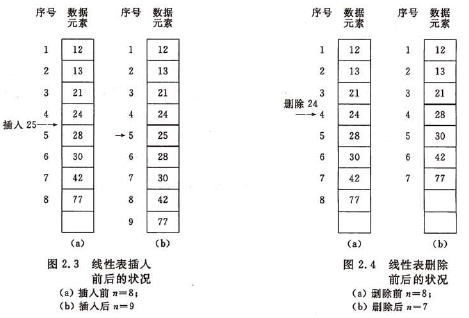 序号 数据元素 序号 数据元素
1 12 1 12
2 13 2 13
3 21 3 21
4 24 4 24
插入 25
5 28 5 25
6 30 6 28
7 42 7 30
8 77 8 42
9 77
(a) (b)
图 2.3 线性表插入
前后的状况
(a) 插入前 n=8;
(b) 插入后 n=9
序号 数据元素 序号 数据元素
1 12 1 12
2 13 2 13
3 21 3 21
删除 24
4 24 4 28
5 28 5 30
6 30 6 42
7 42 7 77
8 77
(a) (b)
图 2.4 线性表删除
前后的状况
(a) 删除前 n=8;
(b) 删除后 n=7